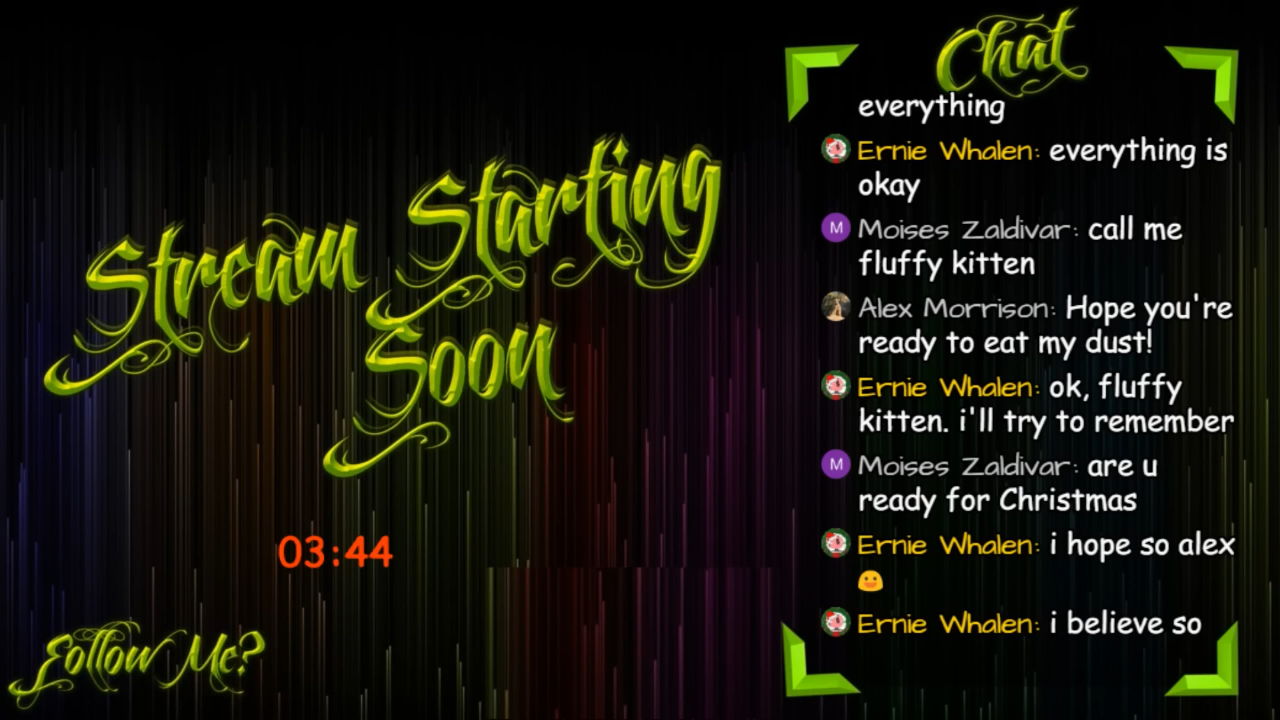 Stream Starting
Soon
03:44
Follow Me?
Chat
everything
Ernie Whalen: everything is
okay
M Moises Zaldivar: call me
fluffy kitten
Alex Morrison: Hope you're
ready to eat my dust!
Ernie Whalen: ok, fluffy
kitten. i'll try to remember
M Moises Zaldivar: are u
ready for Christmas
Ernie Whalen: i hope so alex
😀
Ernie Whalen: i believe so